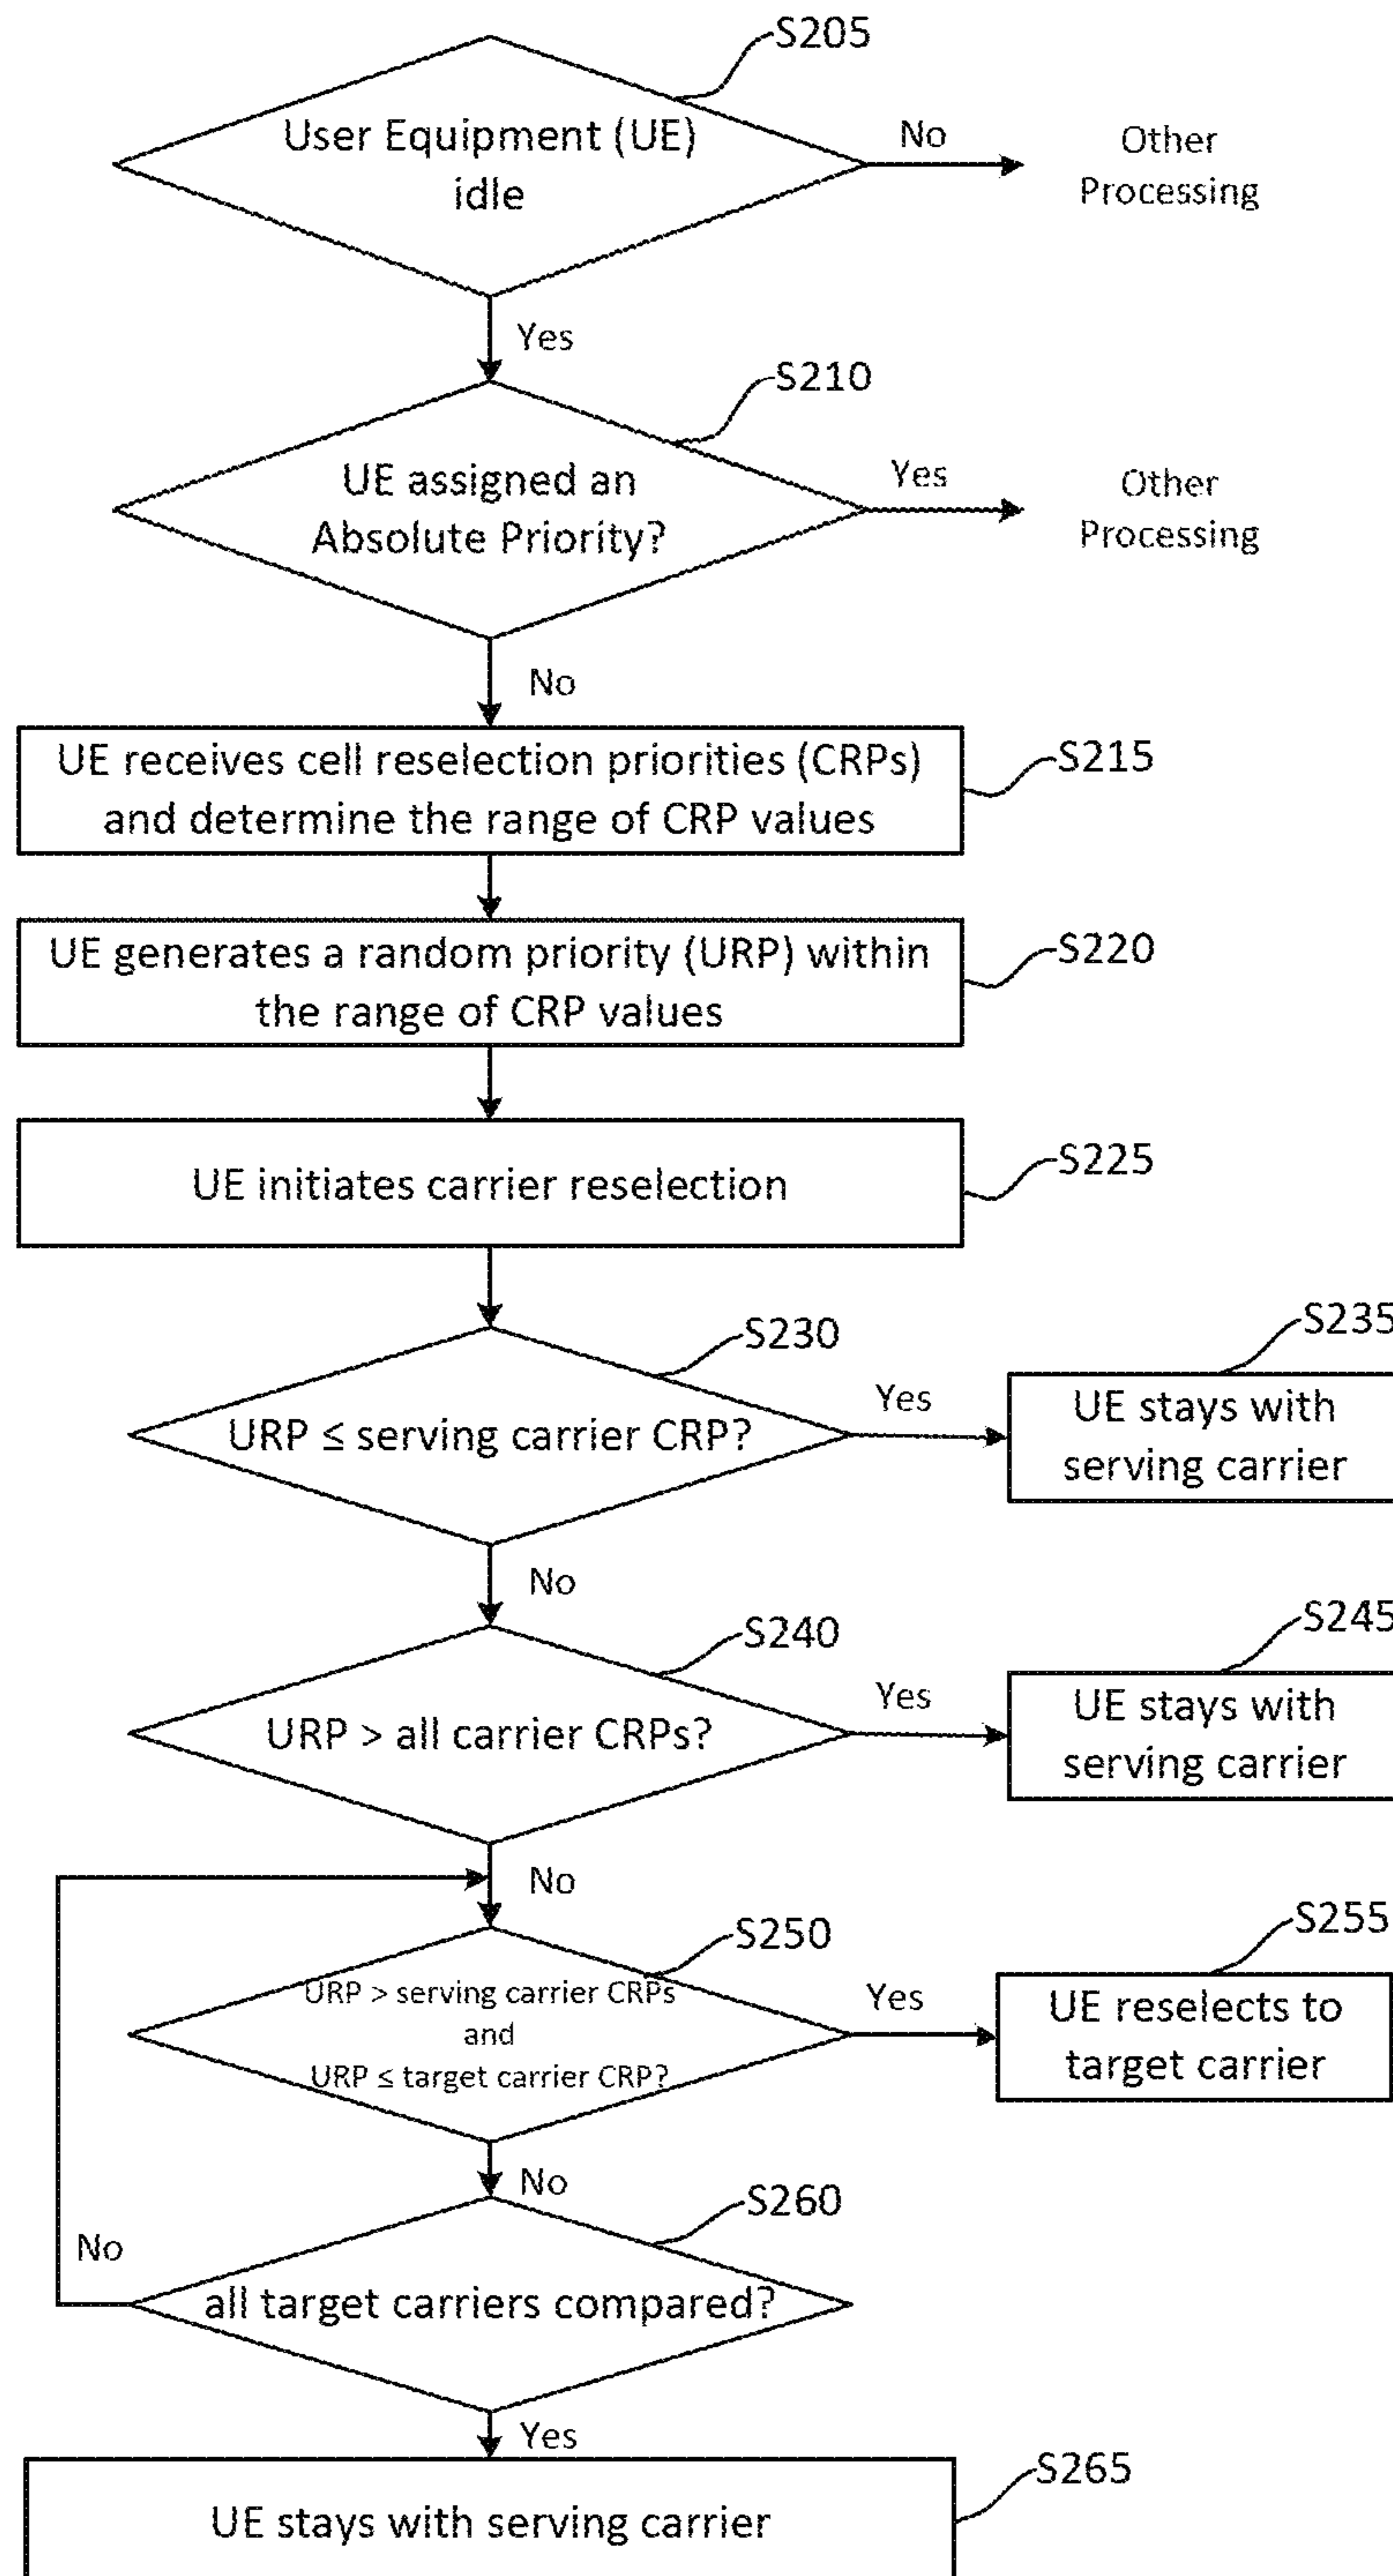 S205
User Equipment (UE)
idle
No
Other
Processing
Yes
S210
UE assigned an
Absolute Priority?
Yes
Other
Processing
No
UE receives cell reselection priorities (CRPs)
and determine the range of CRP values
S215
UE generates a random priority (URP) within
the range of CRP values
S220
UE initiates carrier reselection
S225
S230
URP ≤ serving carrier CRP?
Yes
S235
UE stays with
serving carrier
No
S240
URP > all carrier CRPs?
Yes
S245
UE stays with
serving carrier
No
S250
URP > serving carrier CRPs
and
URP ≤ target carrier CRP?
Yes
S255
UE reselects to
target carrier
No
S260
all target carriers compared?
No
Yes
UE stays with serving carrier
S265